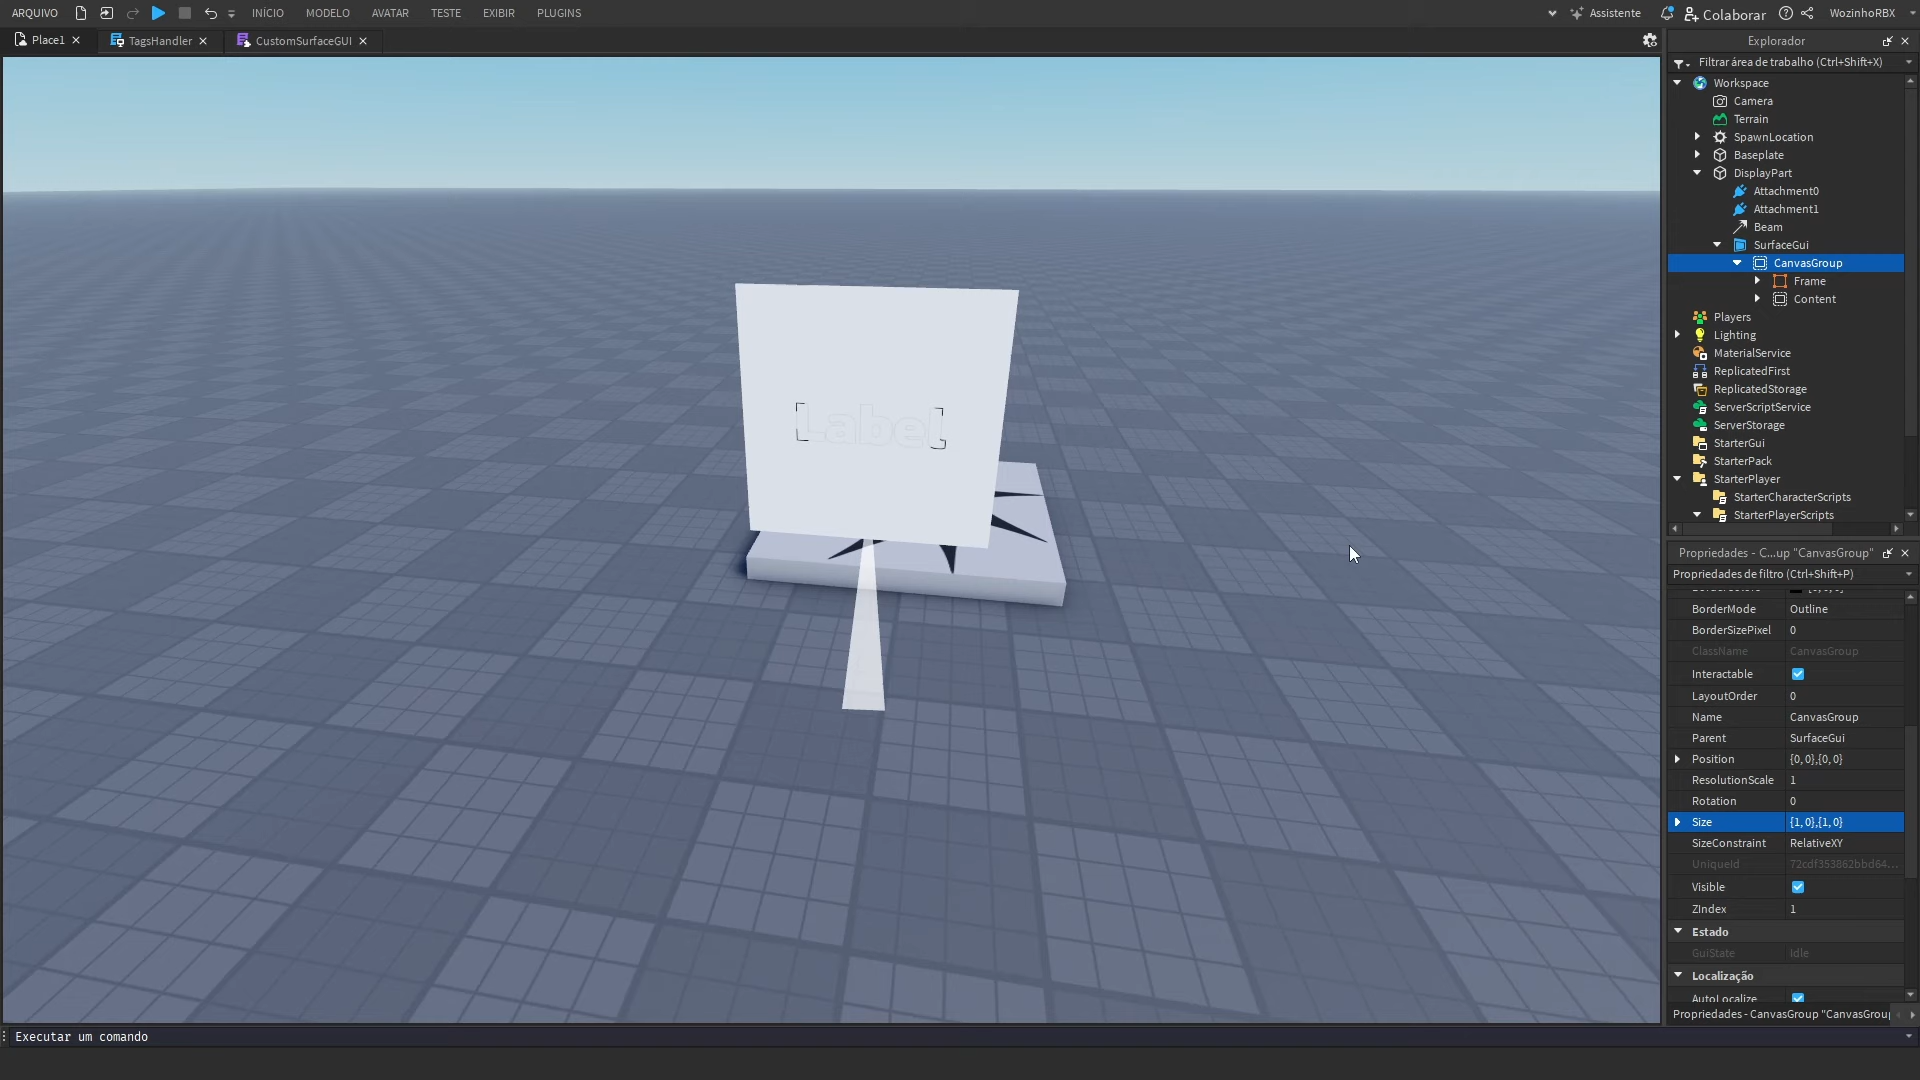 ARQUIVO INÍCIO MODELO AVATAR TESTE EXIBIR PLUGINS Assistente Colaborar WozinhoRBX
Place1 TagsHandler CustomSurfaceGUI
Label
Explorador
Filtrar área de trabalho (Ctrl+Shift+X)
Workspace
Camera
Terrain
SpawnLocation
Baseplate
DisplayPart
Attachment0
Attachment1
Beam
SurfaceGui
CanvasGroup
Frame
Content
Players
Lighting
MaterialService
ReplicatedFirst
ReplicatedStorage
ServerScriptService
ServerStorage
StarterGui
StarterPack
StarterPlayer
StarterCharacterScripts
StarterPlayerScripts
Propriedades - C...up "CanvasGroup"
Propriedades de filtro (Ctrl+Shift+P)
BorderMode Outline
BorderSizePixel 0
ClassName CanvasGroup
Interactable
LayoutOrder 0
Name CanvasGroup
Parent SurfaceGui
Position {0, 0},{0, 0}
ResolutionScale 1
Rotation 0
Size {1, 0},{1, 0}
SizeConstraint RelativeXY
UniqueId 72cdf353862bbd64...
Visible
ZIndex 1
Estado
GuiState Idle
Localização
AutoLocalize
Propriedades - CanvasGroup "CanvasGrou
Executar um comando